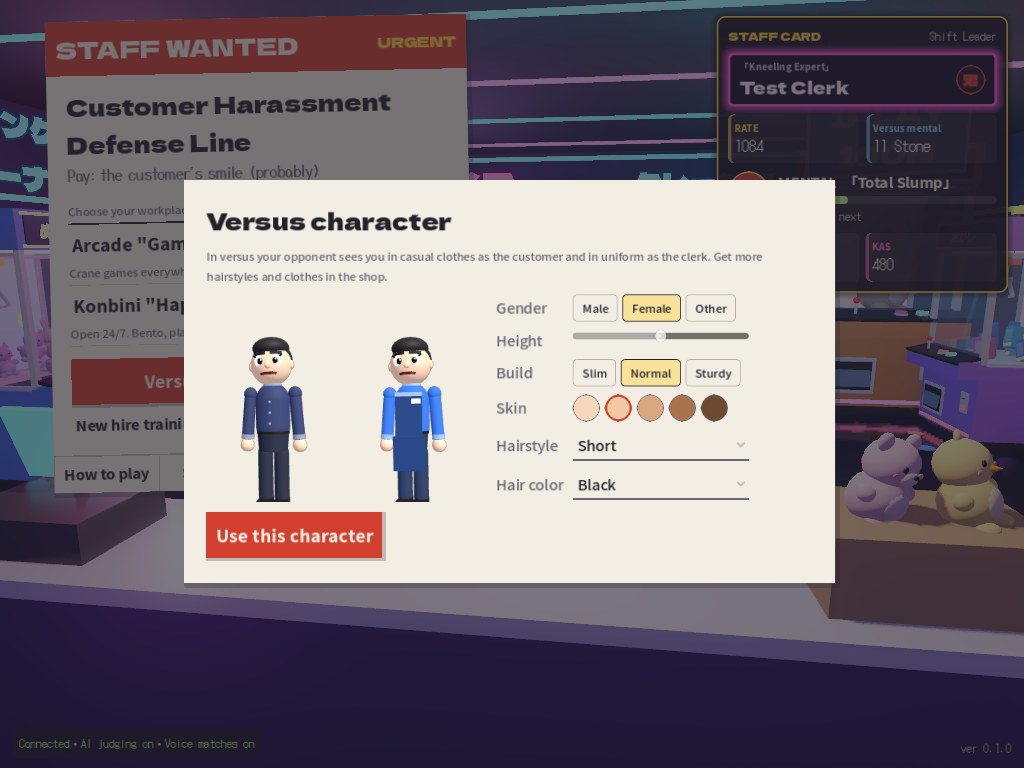 STAFF WANTED
URGENT
Customer Harassment
Defense Line
Pay: the customer's smile (probably)
Choose your workpla
Arcade "Gam
Crane games everywh
Konbini "Hap
Open 24/7. Bento, pla
Versu
New hire traini
How to play
STAFF CARD
Shift Leader
「Kneeling Expert」
Test Clerk
RATE
1084
Versus mental
11 Stone
「Total Slump」
next
KAS
480
Versus character
In versus your opponent sees you in casual clothes as the customer and in uniform as the clerk. Get more
hairstyles and clothes in the shop.
Gender
Male
Female
Other
Height
Build
Slim
Normal
Sturdy
Skin
Hairstyle
Short
Hair color
Black
Use this character
Connected • AI judging on • Voice matches on
ver 0.1.0